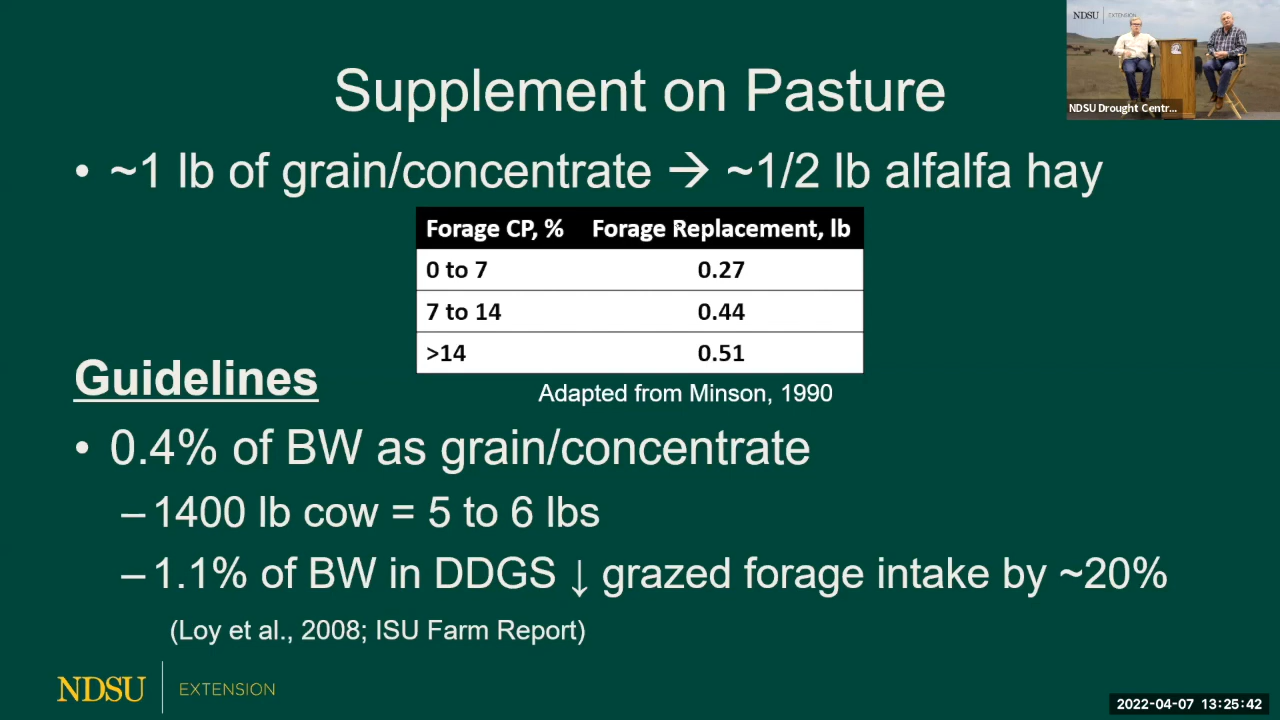 NDSU EXTENSION
NDSU Drought Centr...
Supplement on Pasture
• ~1 lb of grain/concentrate → ~1/2 lb alfalfa hay
Forage CP, % Forage Replacement, lb
0 to 7 0.27
7 to 14 0.44
>14 0.51
Adapted from Minson, 1990
Guidelines
• 0.4% of BW as grain/concentrate
– 1400 lb cow = 5 to 6 lbs
– 1.1% of BW in DDGS ↓ grazed forage intake by ~20%
(Loy et al., 2008; ISU Farm Report)
NDSU EXTENSION
2022-04-07 13:25:42